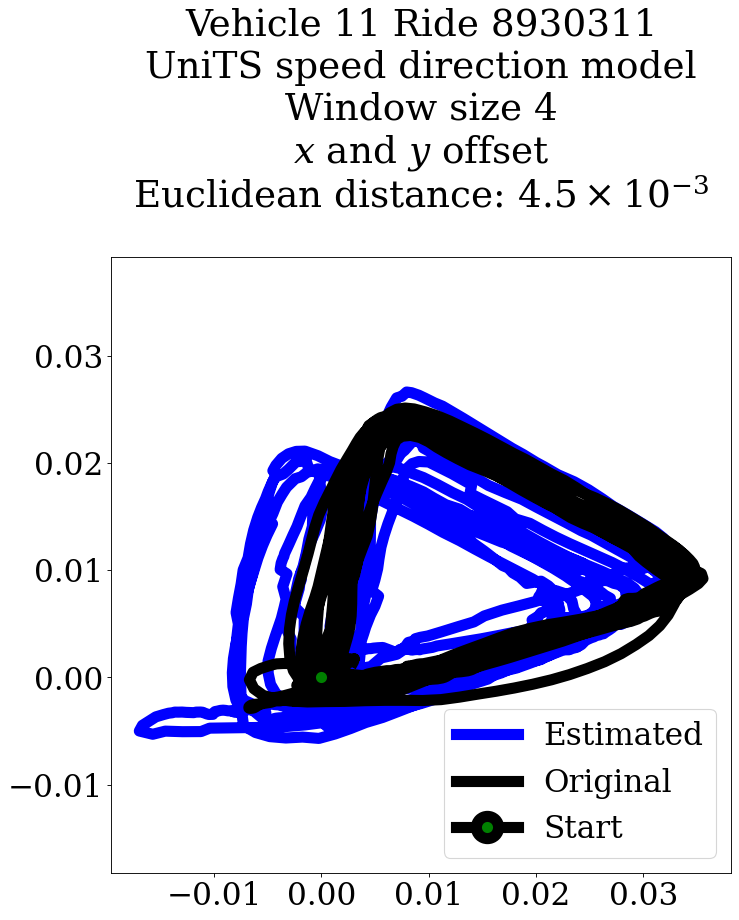 Vehicle 11 Ride 8930311
UniTS speed direction model
Window size 4
x and y offset
Euclidean distance: 4.5 × 10⁻³
0.03
0.02
0.01
0.00
−0.01
Estimated
Original
Start
−0.01 0.00 0.01 0.02 0.03